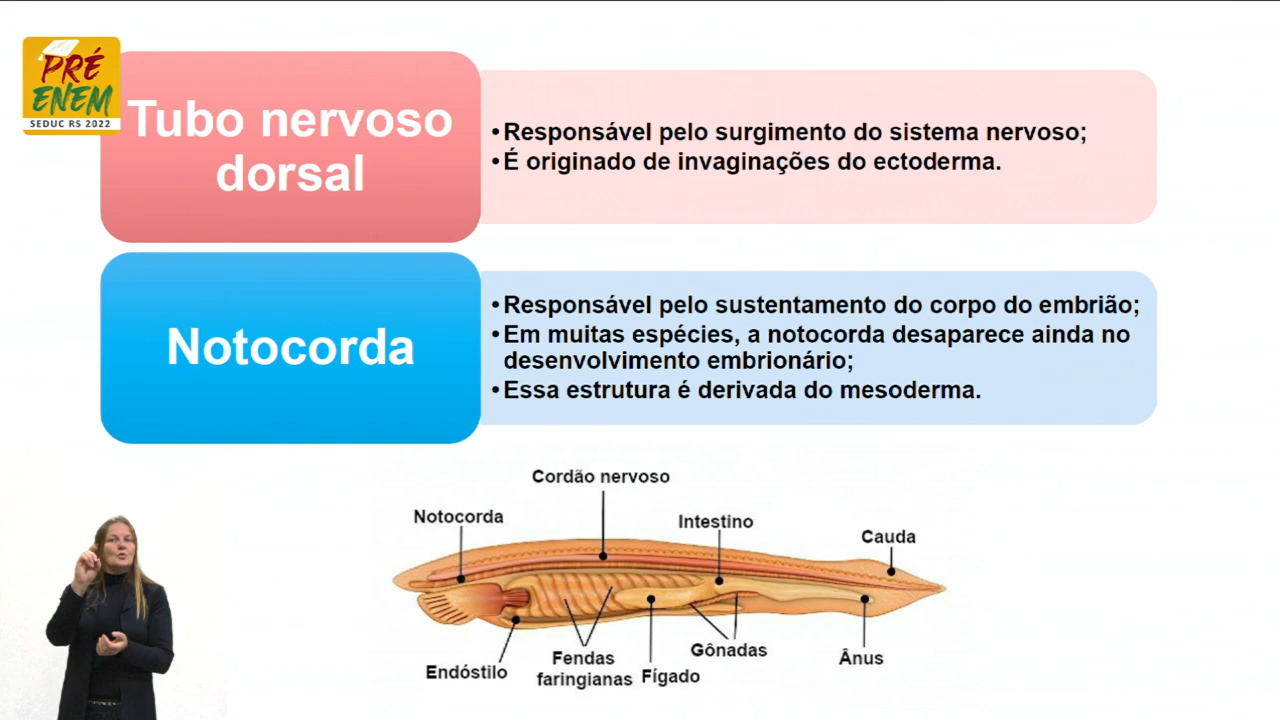 PRÉ
ENEM
SEDUC RS 2022
Tubo nervoso
dorsal
•Responsável pelo surgimento do sistema nervoso;
•É originado de invaginações do ectoderma.
Notocorda
•Responsável pelo sustentamento do corpo do embrião;
•Em muitas espécies, a notocorda desaparece ainda no
desenvolvimento embrionário;
•Essa estrutura é derivada do mesoderma.
Cordão nervoso
Notocorda
Intestino
Cauda
Endóstilo
Fendas
faringianas
Fígado
Gônadas
Ânus